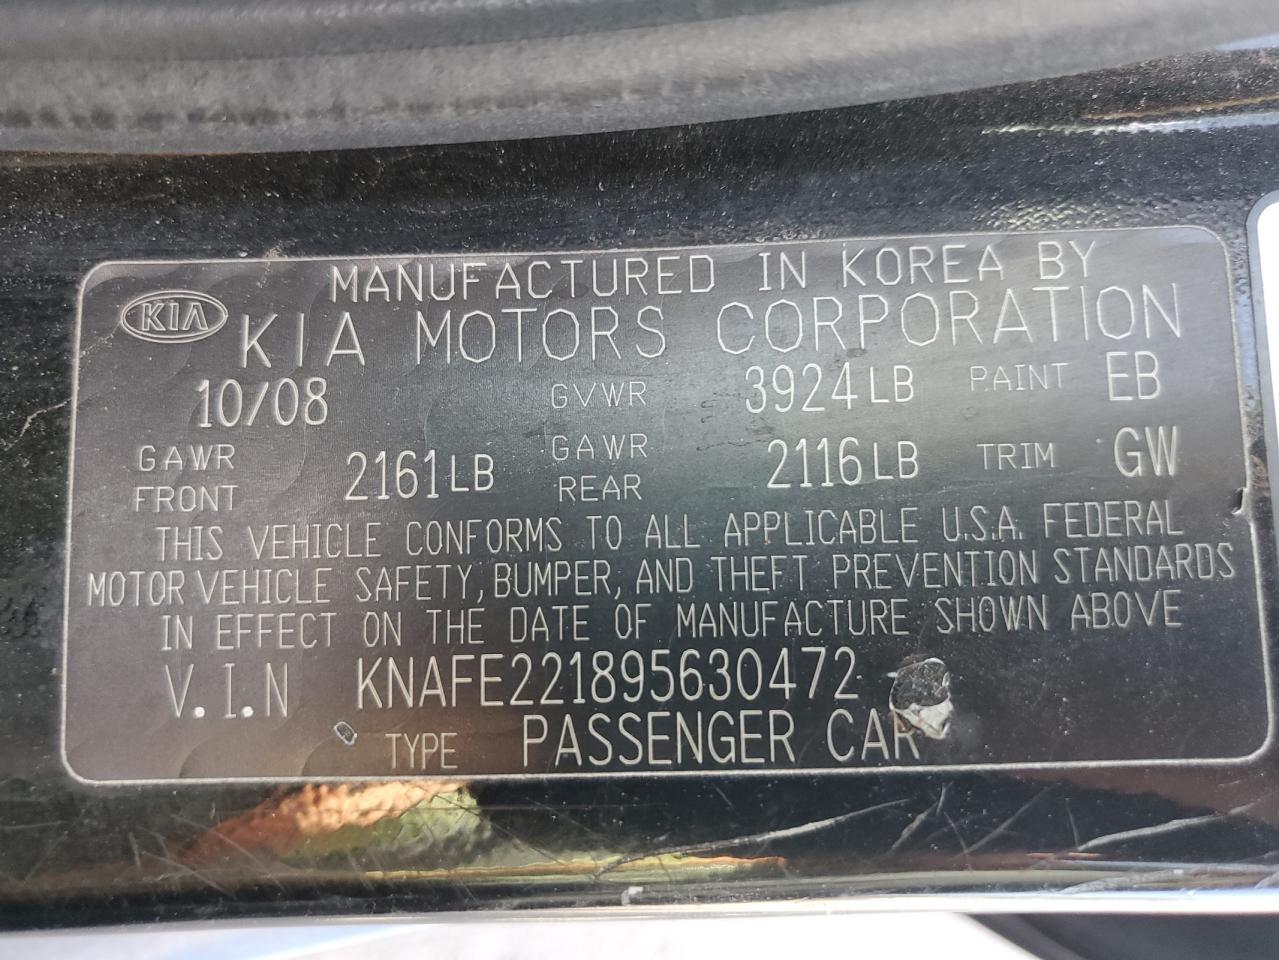 MANUFACTURED IN KOREA BY
KIA KIA MOTORS CORPORATION
10/08 GVWR 3924LB PAINT EB
GAWR FRONT 2161LB GAWR REAR 2116LB TRIM GW
THIS VEHICLE CONFORMS TO ALL APPLICABLE U.S.A. FEDERAL
MOTOR VEHICLE SAFETY, BUMPER, AND THEFT PREVENTION STANDARDS
IN EFFECT ON THE DATE OF MANUFACTURE SHOWN ABOVE
V.I.N KNAFE221895630472
TYPE PASSENGER CAR